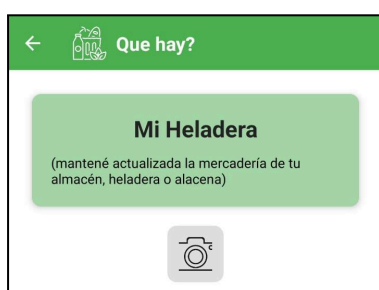 Que hay?
Mi Heladera
(mantené actualizada la mercadería de tu
almacén, heladera o alacena)